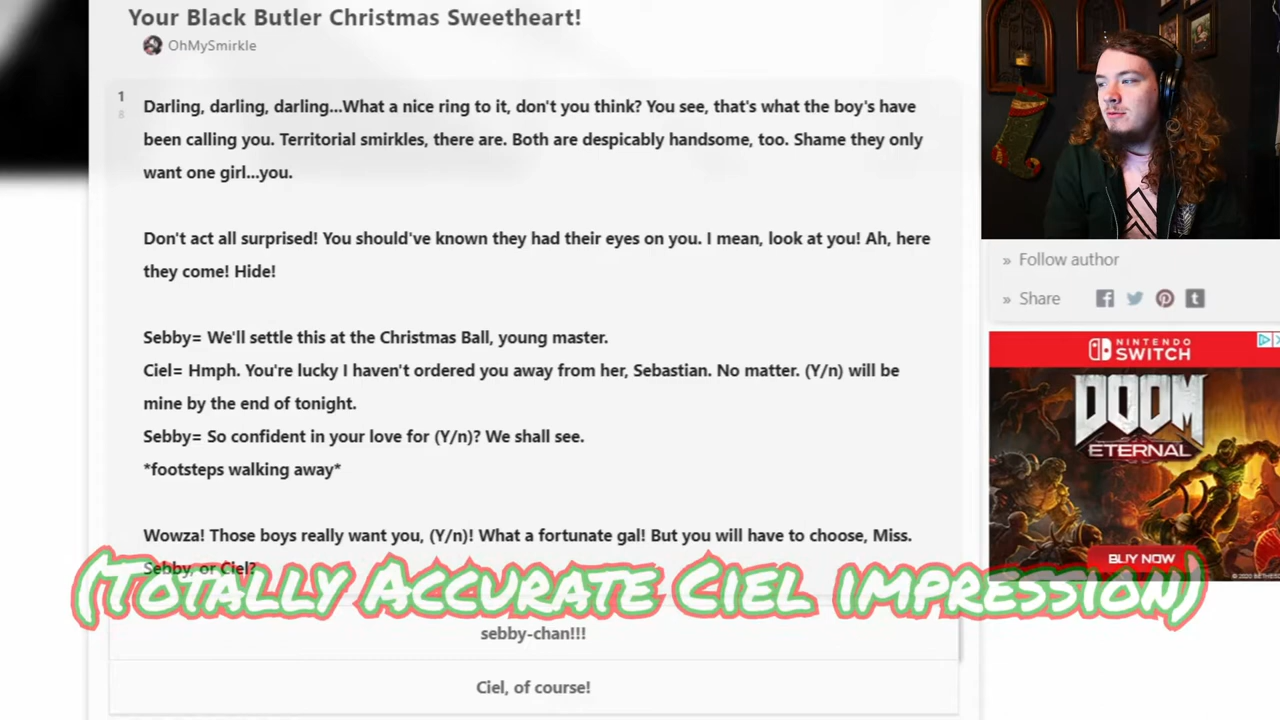 Your Black Butler Christmas Sweetheart!
OhMySmirkle
1
8
Darling, darling, darling...What a nice ring to it, don't you think? You see, that's what the boy's have
been calling you. Territorial smirkles, there are. Both are despicably handsome, too. Shame they only
want one girl...you.
Don't act all surprised! You should've known they had their eyes on you. I mean, look at you! Ah, here
they come! Hide!
Sebby= We'll settle this at the Christmas Ball, young master.
Ciel= Hmph. You're lucky I haven't ordered you away from her, Sebastian. No matter. (Y/n) will be
mine by the end of tonight.
Sebby= So confident in your love for (Y/n)? We shall see.
*footsteps walking away*
Wowza! Those boys really want you, (Y/n)! What a fortunate gal! But you will have to choose, Miss.
Sebby, or Ciel?
(Totally Accurate Ciel impression)
sebby-chan!!!
Ciel, of course!
» Follow author
» Share
NINTENDO
SWITCH
DOOM
ETERNAL
BUY NOW